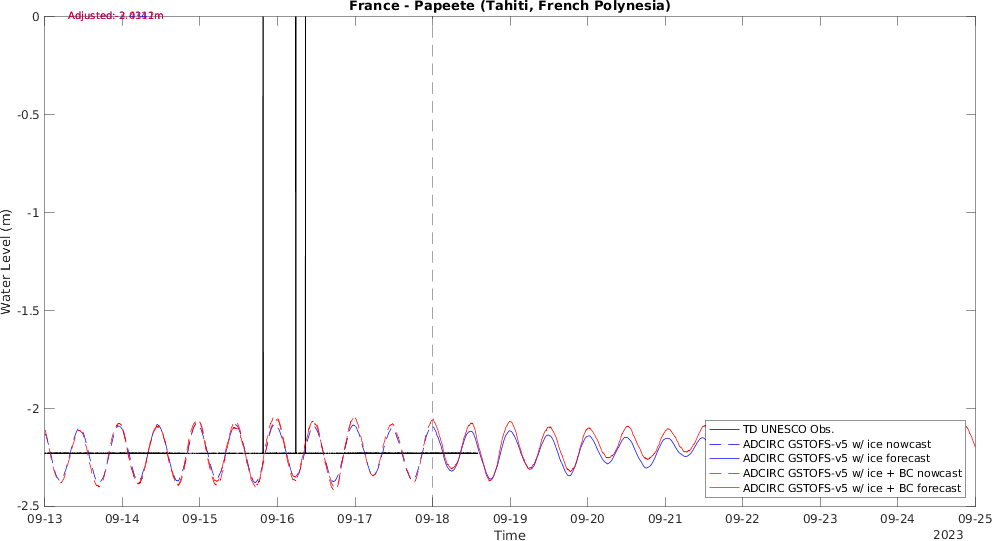 France - Papeete (Tahiti, French Polynesia)
Adjusted:
0
-0.5
-1
-1.5
-2
-2.5
Water Level (m)
09-13 09-14 09-15 09-16 09-17 09-18 09-19 09-20 09-21 09-22 09-23 09-24 09-25
Time
2023
TD UNESCO Obs.
ADCIRC GSTOFS-v5 w/ ice nowcast
ADCIRC GSTOFS-v5 w/ ice forecast
ADCIRC GSTOFS-v5 w/ ice + BC nowcast
ADCIRC GSTOFS-v5 w/ ice + BC forecast